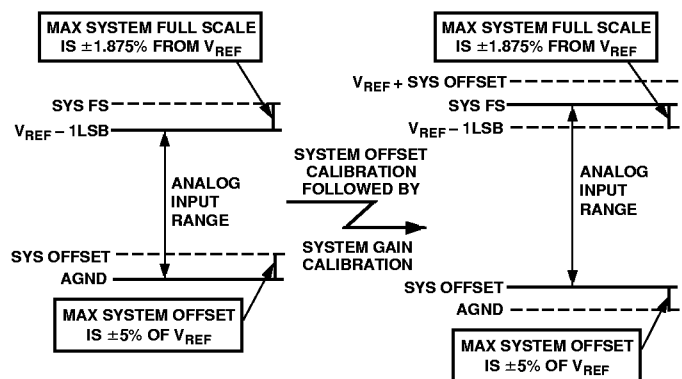 MAX SYSTEM FULL SCALE
IS ±1.875% FROM VREF
SYS FS
VREF – 1LSB
ANALOG
INPUT
RANGE
SYS OFFSET
AGND
MAX SYSTEM OFFSET
IS ±5% OF VREF
SYSTEM OFFSET
CALIBRATION
FOLLOWED BY
SYSTEM GAIN
CALIBRATION
MAX SYSTEM FULL SCALE
IS ±1.875% FROM VREF
VREF + SYS OFFSET
SYS FS
VREF – 1LSB
ANALOG
INPUT
RANGE
SYS OFFSET
AGND
MAX SYSTEM OFFSET
IS ±5% OF VREF